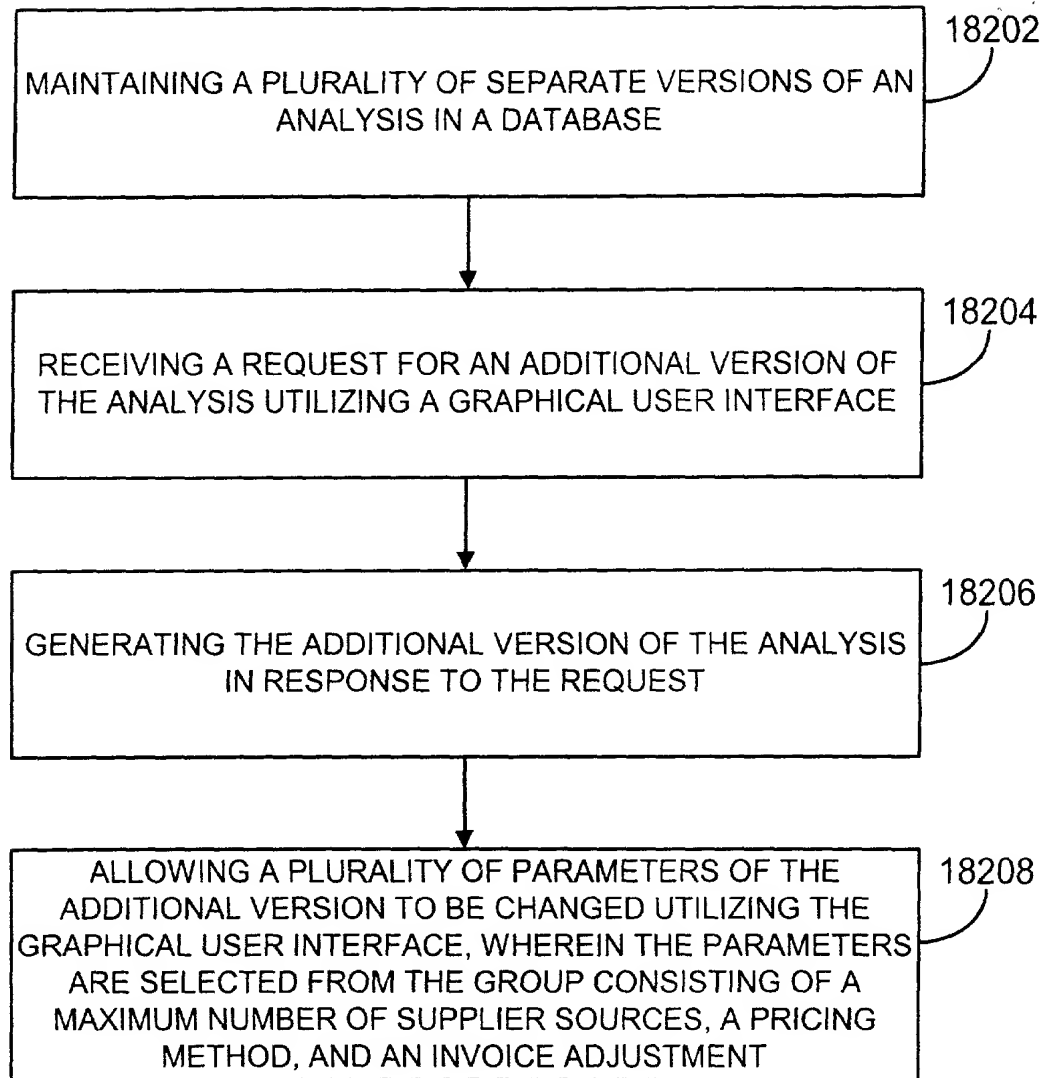 18202
MAINTAINING A PLURALITY OF SEPARATE VERSIONS OF AN
ANALYSIS IN A DATABASE
18204
RECEIVING A REQUEST FOR AN ADDITIONAL VERSION OF
THE ANALYSIS UTILIZING A GRAPHICAL USER INTERFACE
18206
GENERATING THE ADDITIONAL VERSION OF THE ANALYSIS
IN RESPONSE TO THE REQUEST
18208
ALLOWING A PLURALITY OF PARAMETERS OF THE
ADDITIONAL VERSION TO BE CHANGED UTILIZING THE
GRAPHICAL USER INTERFACE, WHEREIN THE PARAMETERS
ARE SELECTED FROM THE GROUP CONSISTING OF A
MAXIMUM NUMBER OF SUPPLIER SOURCES, A PRICING
METHOD, AND AN INVOICE ADJUSTMENT